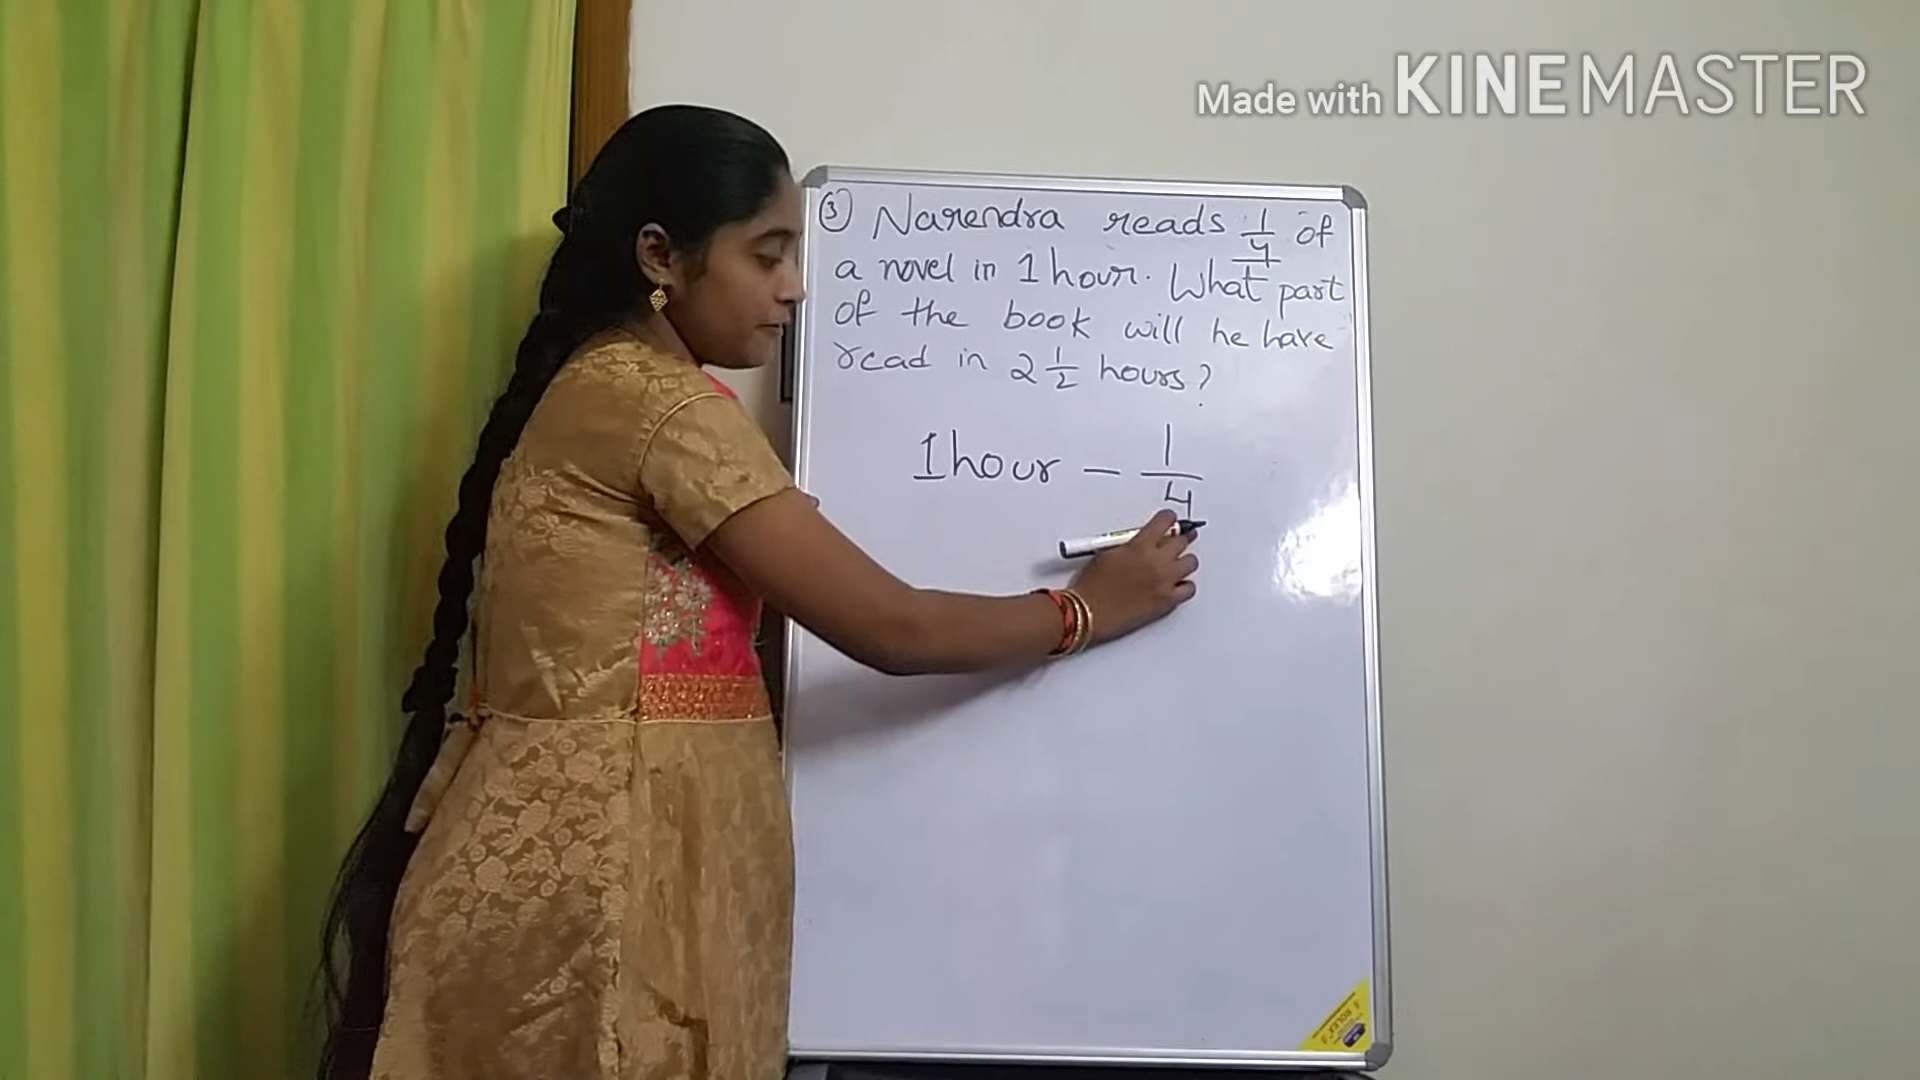 Made with KINEMASTER
③ Narendra reads 1/4 of
a novel in 1 hour. What part
of the book will he have
read in 2 1/2 hours?
1 hour – 1/4